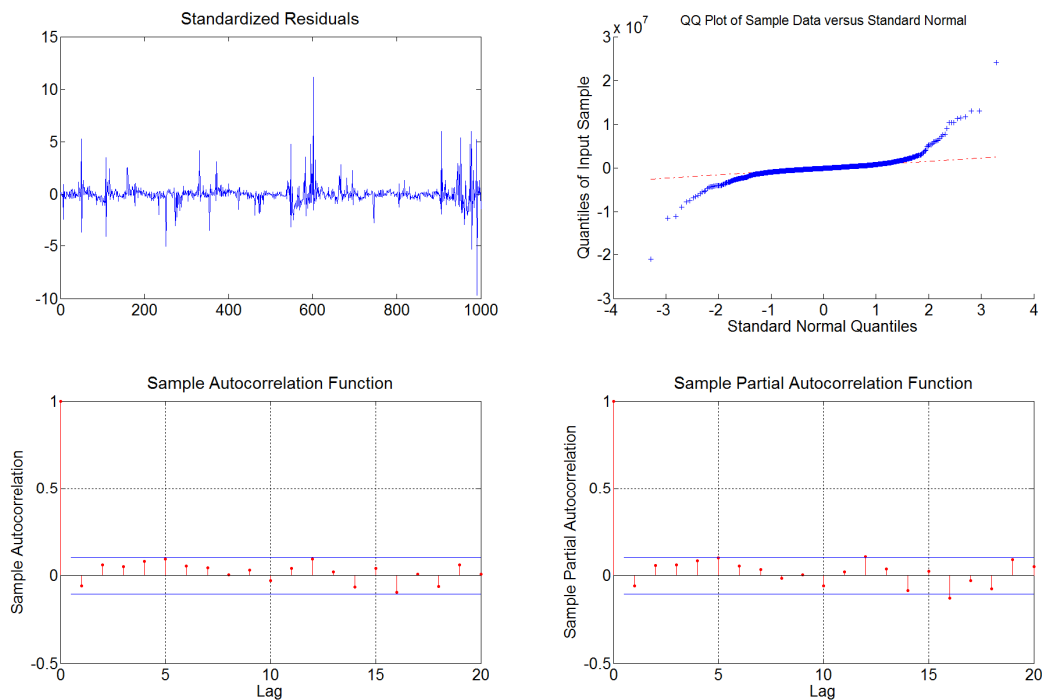 Standardized Residuals
15
10
5
0
-5
-10
0 200 400 600 800 1000
QQ Plot of Sample Data versus Standard Normal
x 10^7
3
2
1
0
-1
-2
-3
-4 -3 -2 -1 0 1 2 3 4
Quantiles of Input Sample
Standard Normal Quantiles
Sample Autocorrelation Function
1
0.5
0
-0.5
0 5 10 15 20
Sample Autocorrelation
Lag
Sample Partial Autocorrelation Function
1
0.5
0
-0.5
0 5 10 15 20
Sample Partial Autocorrelation
Lag